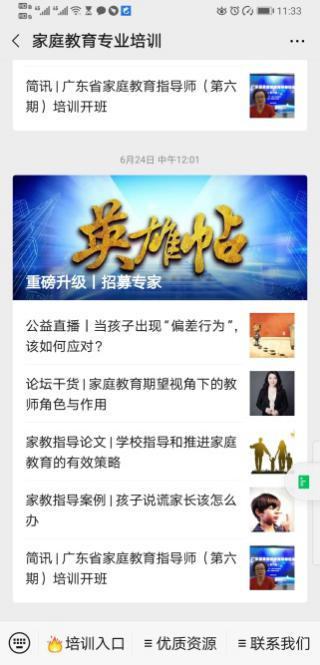 11:33
家庭教育专业培训
简讯 | 广东省家庭教育指导师（第六
期）培训开班
6月24日 中午12:01
英雄帖
重磅升级丨招募专家
公益直播丨当孩子出现“偏差行为”，
该如何应对？
论坛干货 | 家庭教育期望视角下的教
师角色与作用
家教指导论文 | 学校指导和推进家庭
教育的有效策略
家教指导案例 | 孩子说谎家长该怎么
办
简讯 | 广东省家庭教育指导师（第六
期）培训开班
培训入口
优质资源
联系我们